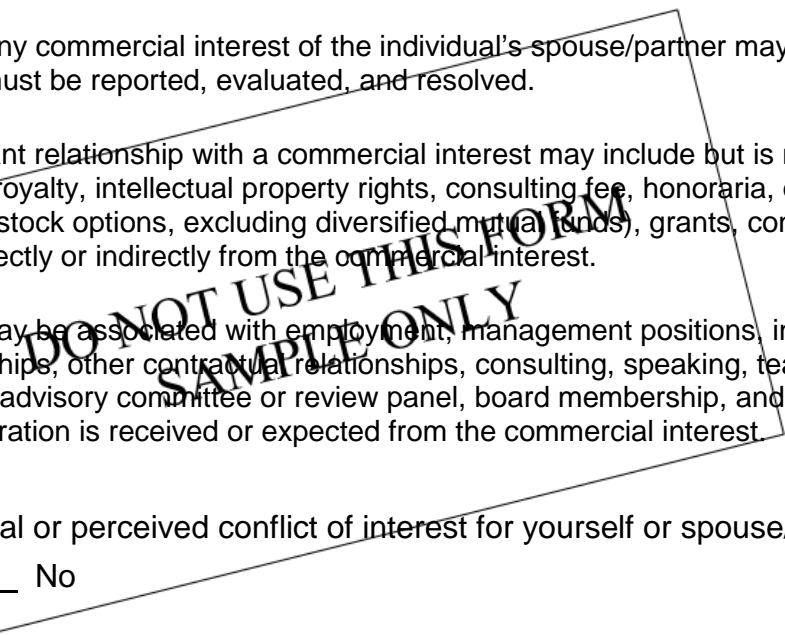 ny commercial interest of the individual's spouse/partner may
nust be reported, evaluated, and resolved.
nt relationship with a commercial interest may include but is
royalty, intellectual property rights, consulting fee, honoraria,
stock options, excluding diversified mutual funds), grants, con
ectly or indirectly from the commercial interest.
ay be associated with employment, management positions, in
hips, other contractual relationships, consulting, speaking, tea
advisory committee or review panel, board membership, and
ration is received or expected from the commercial interest.
DO NOT USE THIS FORM
SAMPLE ONLY
al or perceived conflict of interest for yourself or spouse/
No